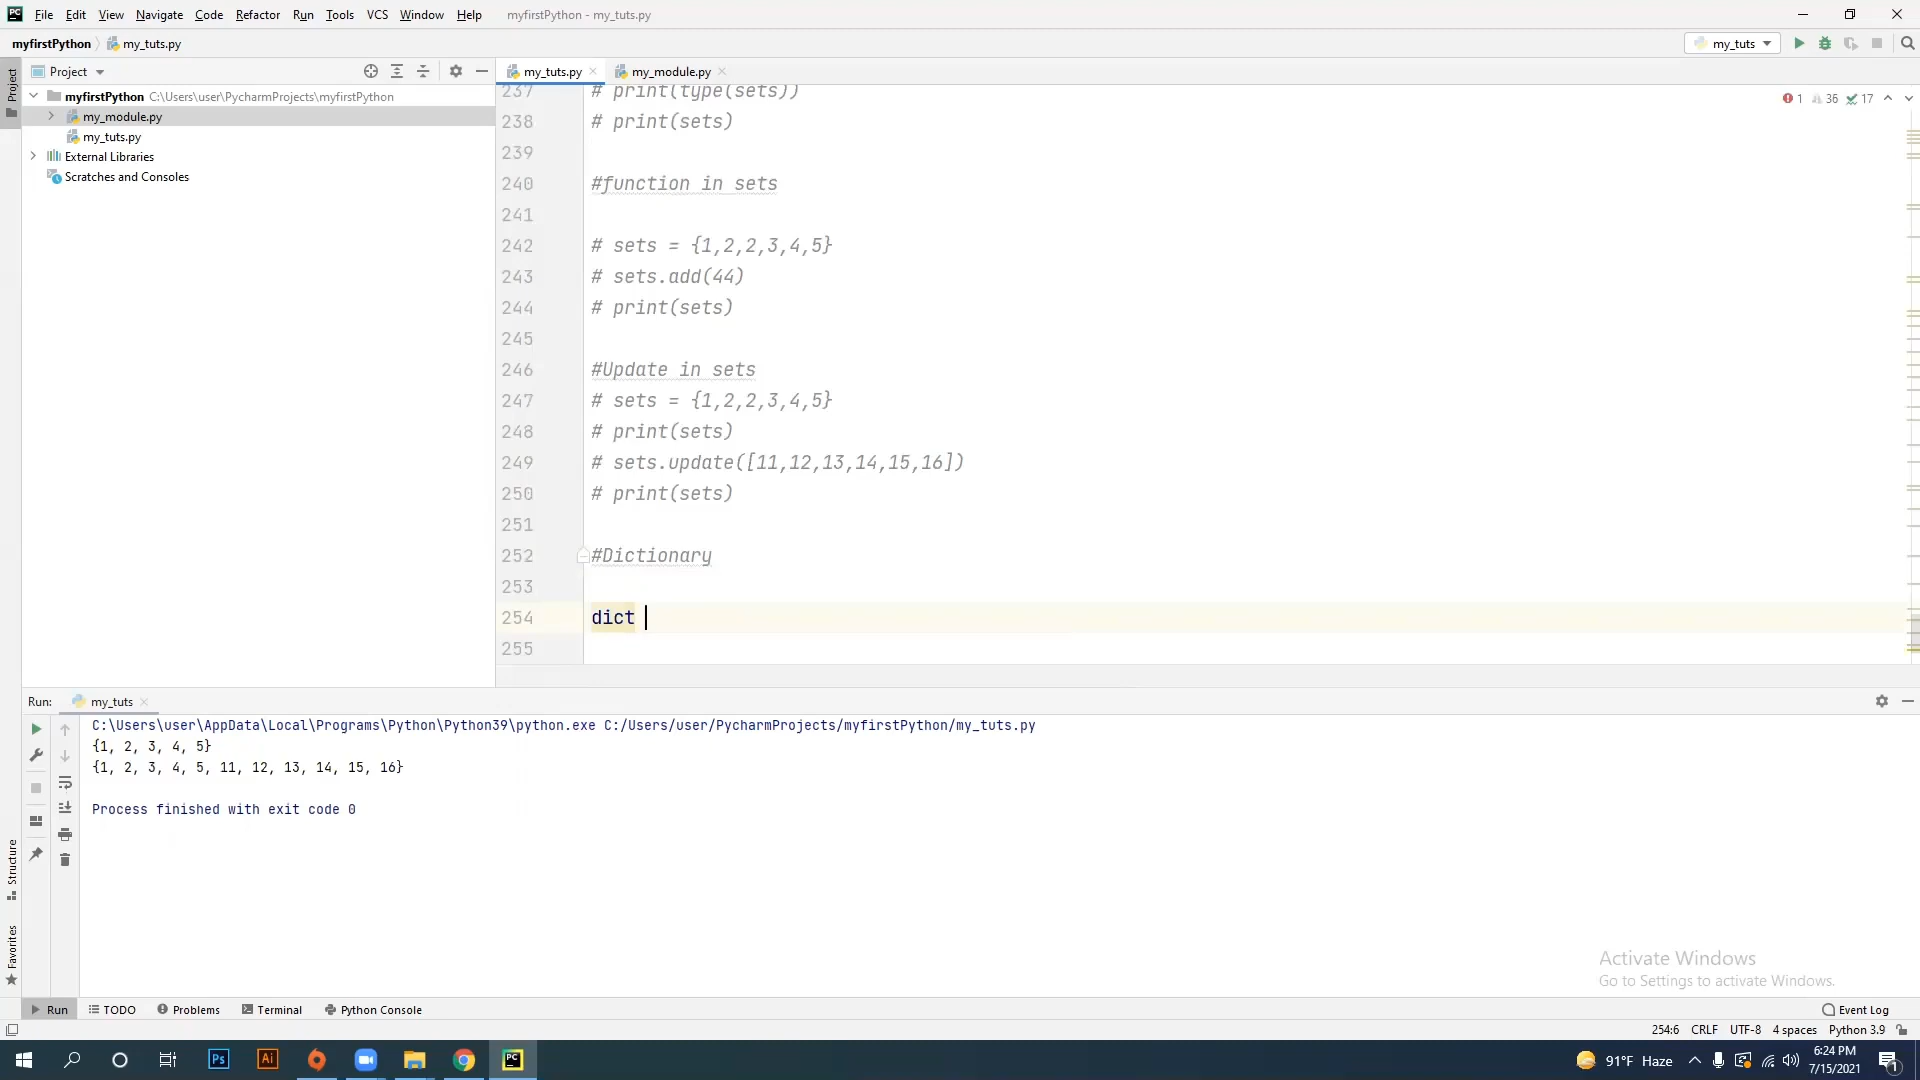 PC File Edit View Navigate Code Refactor Run Tools VCS Window Help myfirstPython - my_tuts.py
myfirstPython my_tuts.py my_tuts
Project
Project
my_tuts.py my_module.py
myfirstPython C:\Users\user\PycharmProjects\myfirstPython
my_module.py
my_tuts.py
External Libraries
Scratches and Consoles
1 36 17
237 # print(type(sets))
238 # print(sets)
239
240 #function in sets
241
242 # sets = {1,2,2,3,4,5}
243 # sets.add(44)
244 # print(sets)
245
246 #Update in sets
247 # sets = {1,2,2,3,4,5}
248 # print(sets)
249 # sets.update([11,12,13,14,15,16])
250 # print(sets)
251
252 #Dictionary
253
254 dict
255
Run: my_tuts
C:\Users\user\AppData\Local\Programs\Python\Python39\python.exe C:/Users/user/PycharmProjects/myfirstPython/my_tuts.py
{1, 2, 3, 4, 5}
{1, 2, 3, 4, 5, 11, 12, 13, 14, 15, 16}
Process finished with exit code 0
Structure
Favorites
Activate Windows
Go to Settings to activate Windows.
Run TODO Problems Terminal Python Console Event Log
254:6 CRLF UTF-8 4 spaces Python 3.9
Ps Ai PC 91°F Haze 6:24 PM
7/15/2021 1